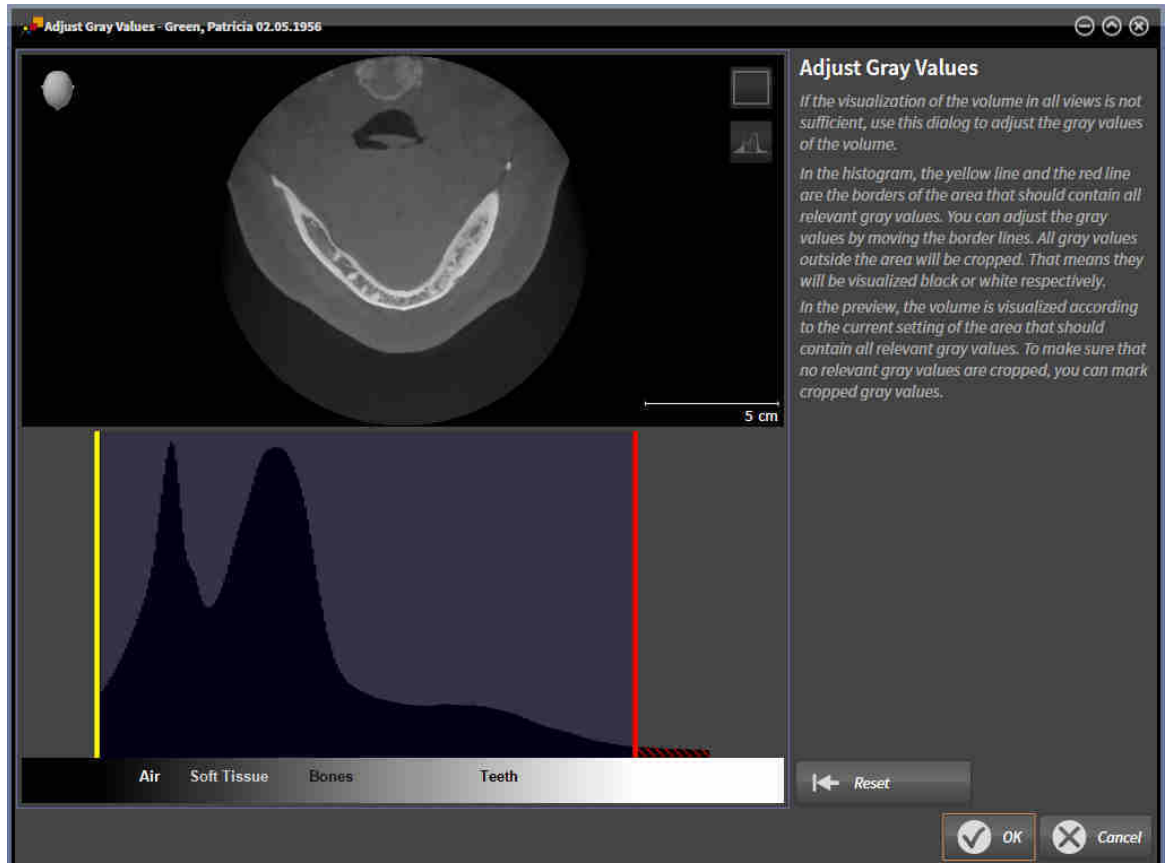 Adjust Gray Values - Green, Patricia 02.05.1956
Adjust Gray Values
If the visualization of the volume in all views is not
sufficient, use this dialog to adjust the gray values
of the volume.
In the histogram, the yellow line and the red line
are the borders of the area that should contain all
relevant gray values. You can adjust the gray
values by moving the border lines. All gray values
outside the area will be cropped. That means they
will be visualized black or white respectively.
In the preview, the volume is visualized according
to the current setting of the area that should
contain all relevant gray values. To make sure that
no relevant gray values are cropped, you can mark
cropped gray values.
5 cm
Air Soft Tissue Bones Teeth
Reset
OK Cancel